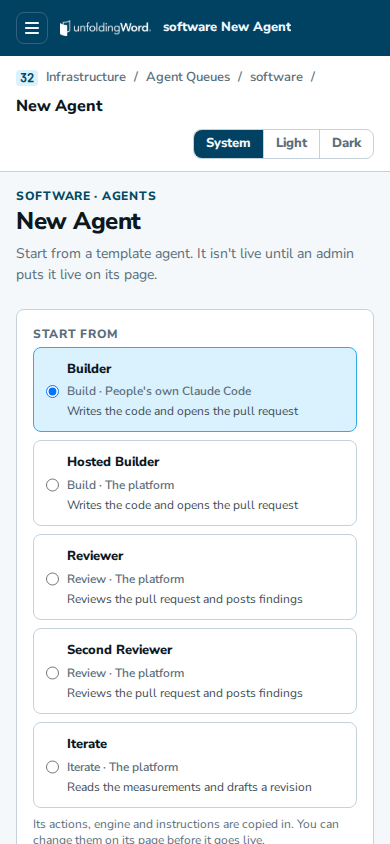 unfoldingWord. software New Agent
32 Infrastructure / Agent Queues / software /
New Agent
System Light Dark
SOFTWARE · AGENTS
New Agent
Start from a template agent. It isn't live until an admin
puts it live on its page.
START FROM
Builder
Build · People's own Claude Code
Writes the code and opens the pull request
Hosted Builder
Build · The platform
Writes the code and opens the pull request
Reviewer
Review · The platform
Reviews the pull request and posts findings
Second Reviewer
Review · The platform
Reviews the pull request and posts findings
Iterate
Iterate · The platform
Reads the measurements and drafts a revision
Its actions, engine and instructions are copied in. You can
change them on its page before it goes live.